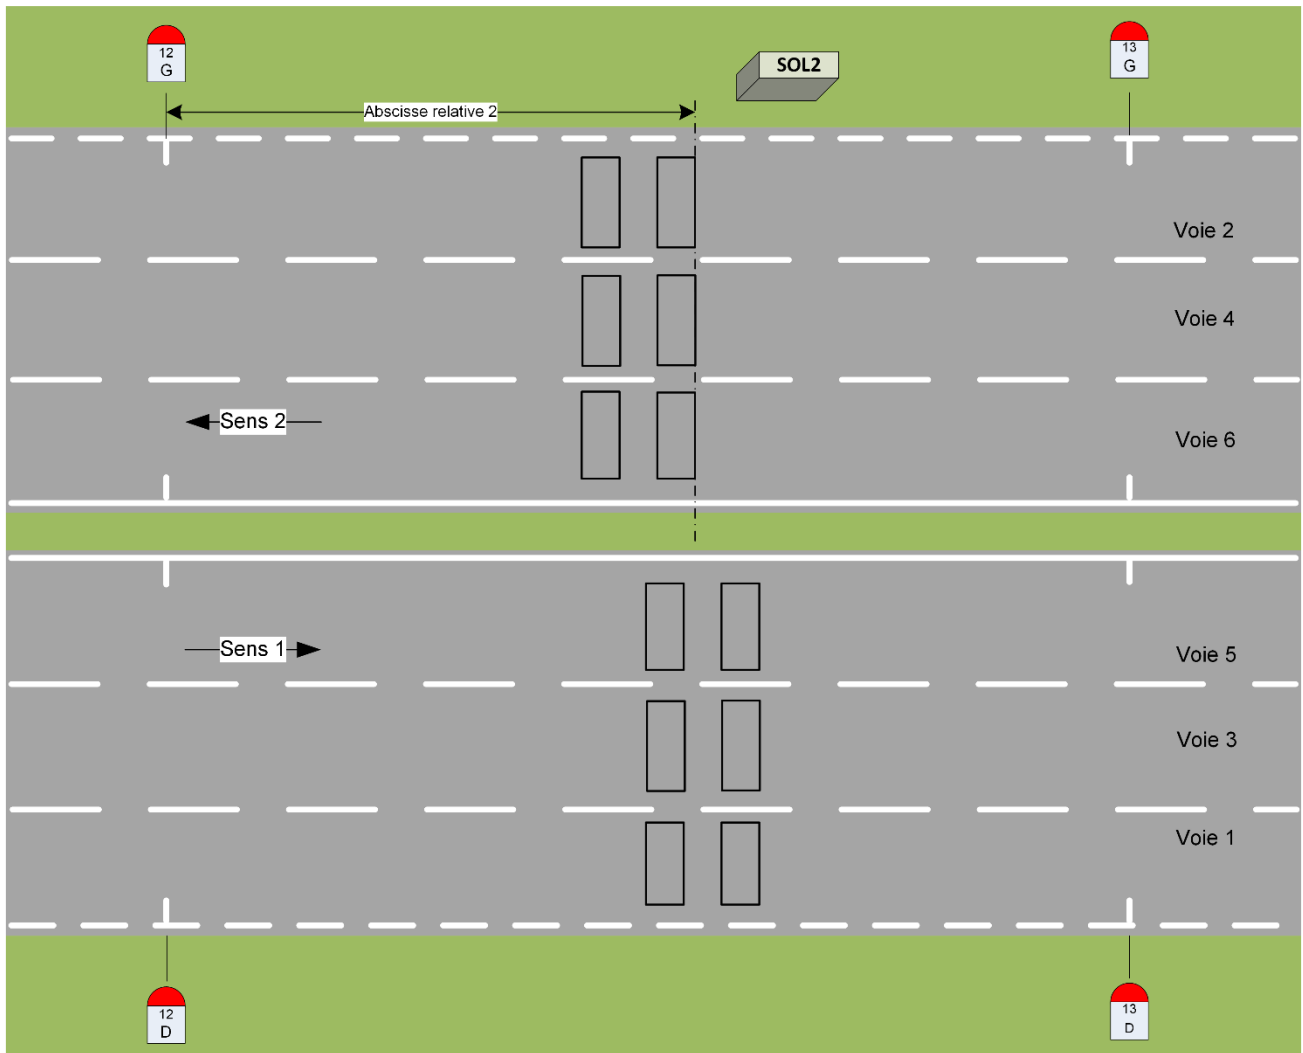 12
G
SOL2
13
G
Abscisse relative 2
Voie 2
Voie 4
Sens 2
Voie 6
Sens 1
Voie 5
Voie 3
Voie 1
12
D
13
D